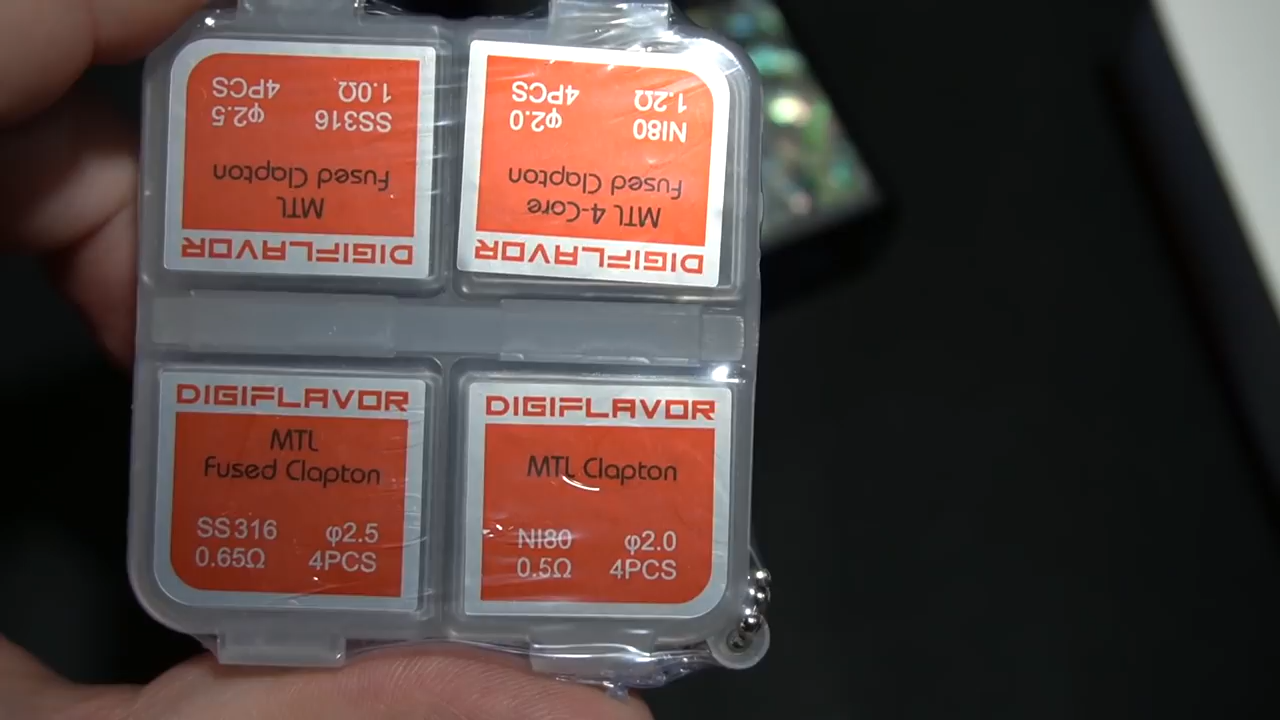 DIGIFLAVOR
MTL
Fused Clapton
SS316 φ2.5
1.0Ω 4PCS
DIGIFLAVOR
MTL 4-Core
Fused Clapton
NI80 φ2.0
1.2Ω 4PCS
DIGIFLAVOR
MTL
Fused Clapton
SS316 φ2.5
0.65Ω 4PCS
DIGIFLAVOR
MTL Clapton
NI80 φ2.0
0.5Ω 4PCS